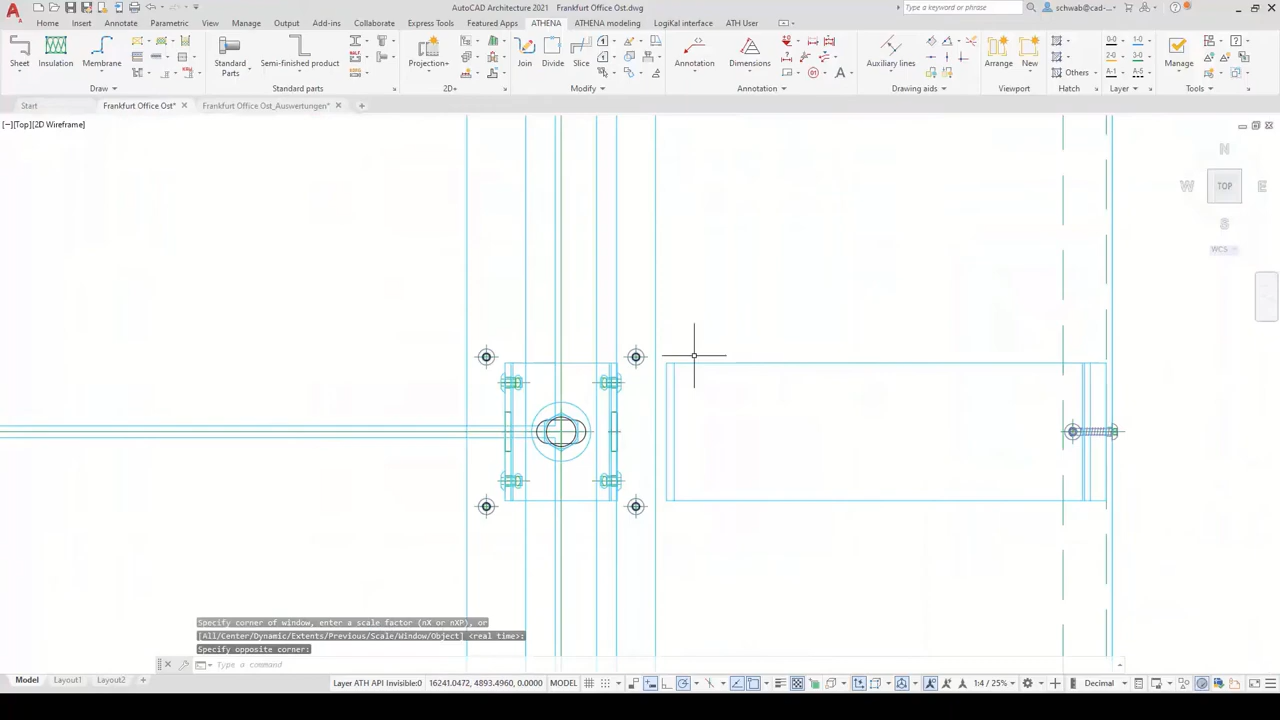 AutoCAD Architecture 2021 Frankfurt Office Ost.dwg
Type a keyword or phrase
schwab@cad-...
Home Insert Annotate Parametric View Manage Output Add-ins Collaborate Express Tools Featured Apps ATHENA ATHENA modeling LogiKal interface ATH User
Sheet Insulation Membrane Standard Parts Semi-finished product Projection+ Join Divide Slice Annotation Dimensions Auxiliary lines Arrange New Others Manage
Draw Standard parts 2D+ Modify Annotation Drawing aids Viewport Hatch Layer Tools
Start Frankfurt Office Ost* Frankfurt Office Ost_Auswertungen*
[−][Top][2D Wireframe]
N
W TOP E
S
WCS
Specify corner of window, enter a scale factor (nX or nXP), or
[All/Center/Dynamic/Extents/Previous/Scale/Window/Object] <real time>:
Specify opposite corner:
Type a command
Model Layout1 Layout2 Layer ATH API Invisible:0 16241.0472, 4893.4960, 0.0000 MODEL 1:4 / 25% Decimal